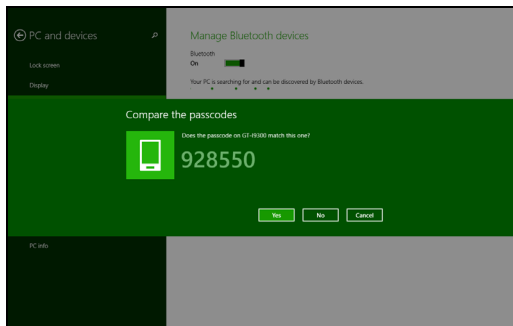 PC and devices
Manage Bluetooth devices
Lock screen
Bluetooth
On
Display
Your PC is searching for and can be discovered by Bluetooth devices.
Compare the passcodes
Does the passcode on GT-I9300 match this one?
928550
Yes
No
Cancel
PC info